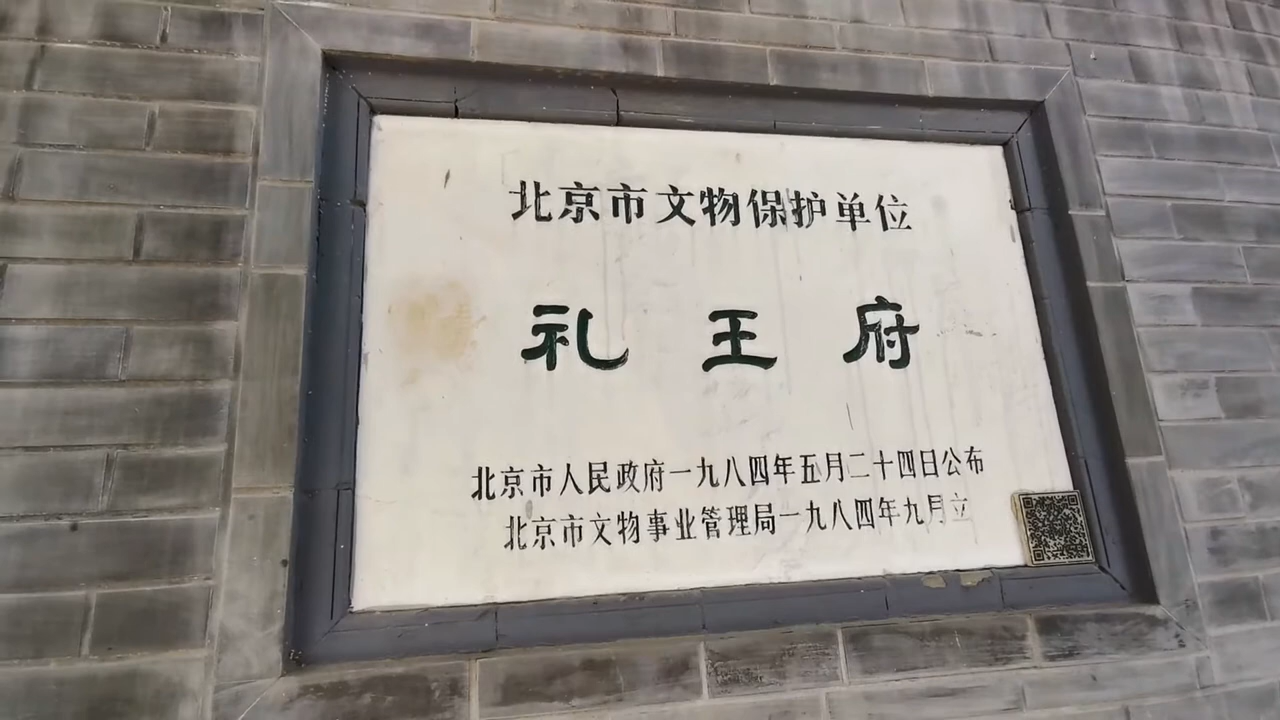 北京市文物保护单位
礼王府
北京市人民政府一九八四年五月二十四日公布
北京市文物事业管理局一九八四年九月立